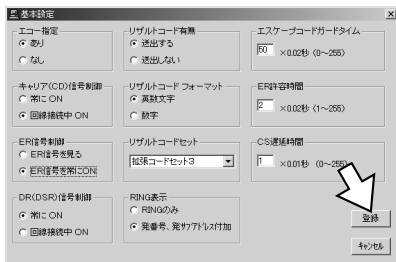 基本設定
エコー指定
あり
なし
リザルトコード有無
送出する
送出しない
エスケープコードガードタイム
50 ×0.02秒 (0~255)
キャリア(CD)信号制御
常に ON
回線接続中 ON
リザルトコード フォーマット
英数文字
数字
ER許容時間
2 ×0.02秒 (1~255)
ER信号制御
ER信号を見る
ER信号を常にON
リザルトコードセット
拡張コードセット3
CS遅延時間
1 ×0.01秒 (0~255)
DR(DSR)信号制御
常に ON
回線接続中 ON
RING表示
RINGのみ
発番号、発サブアドレス付加
登録
キャンセル